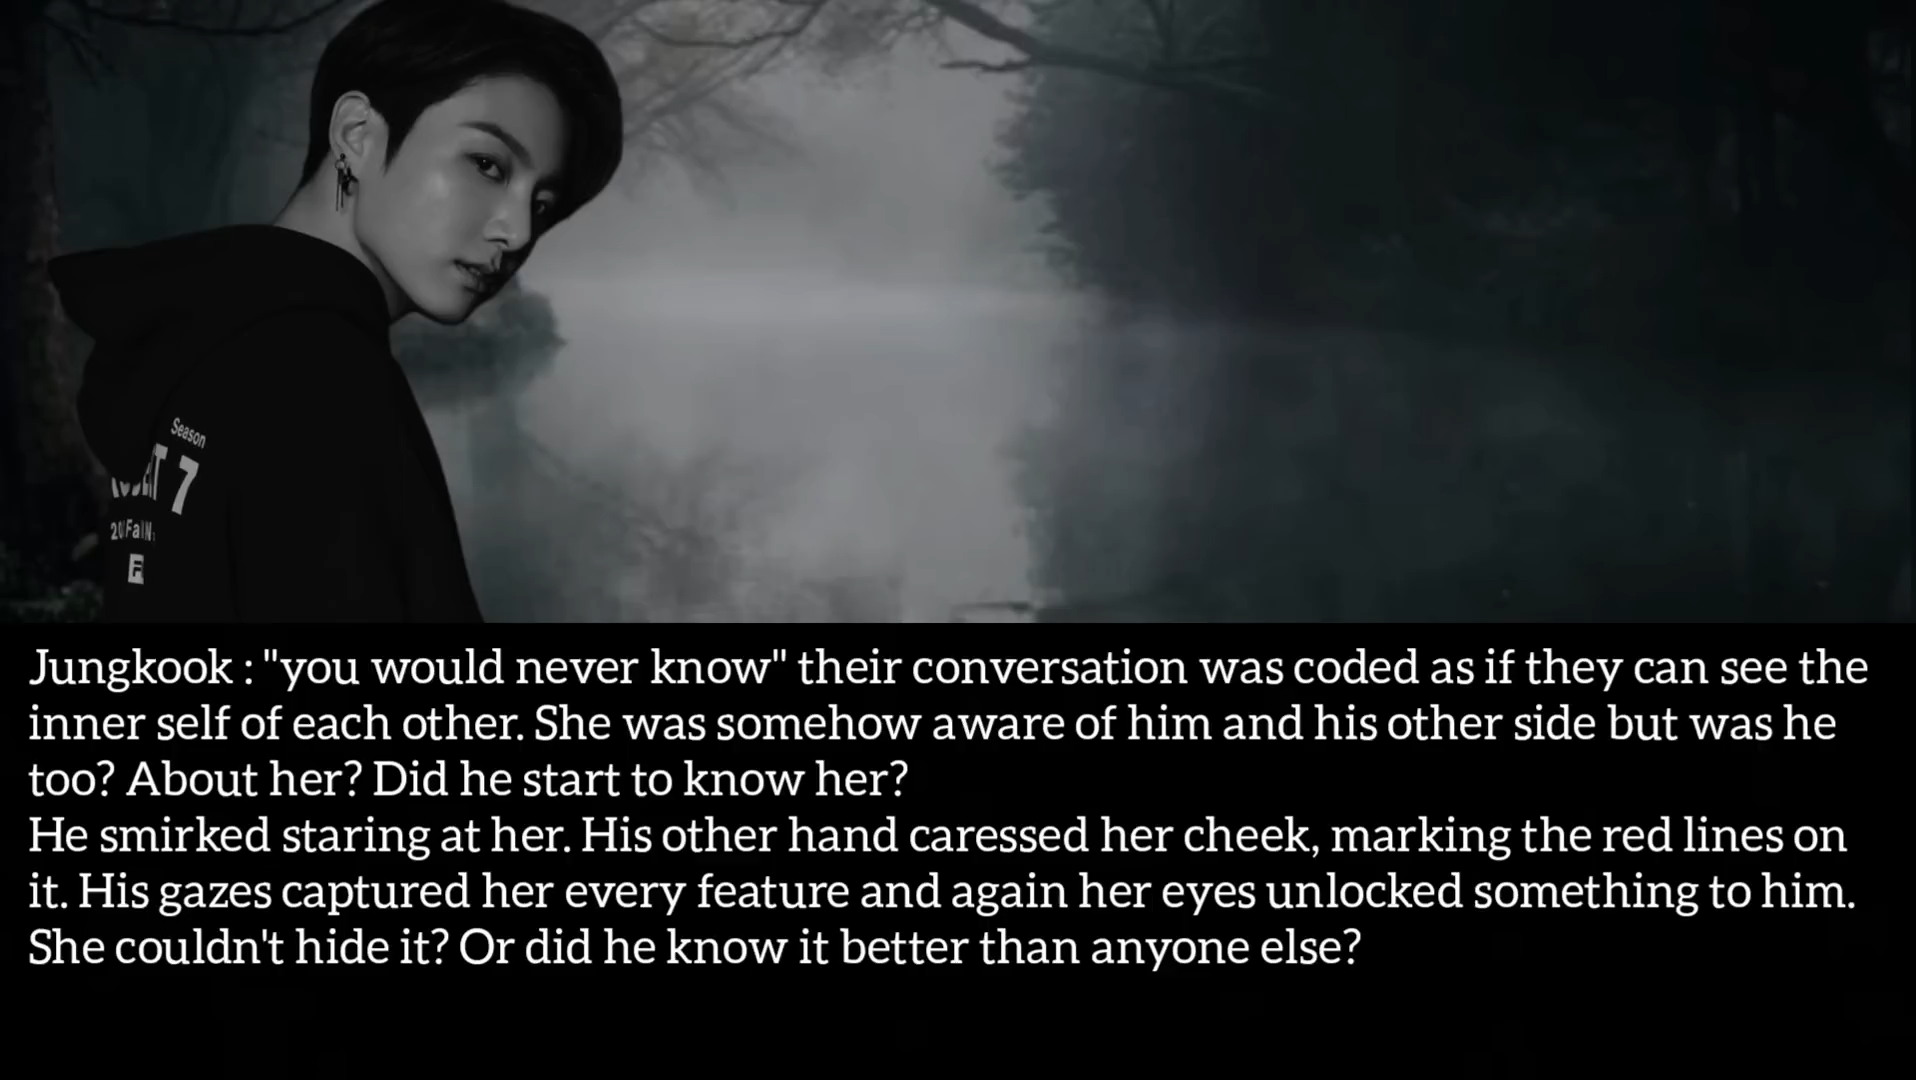 Season
7
Jungkook : "you would never know" their conversation was coded as if they can see the
inner self of each other. She was somehow aware of him and his other side but was he
too? About her? Did he start to know her?
He smirked staring at her. His other hand caressed her cheek, marking the red lines on
it. His gazes captured her every feature and again her eyes unlocked something to him.
She couldn't hide it? Or did he know it better than anyone else?